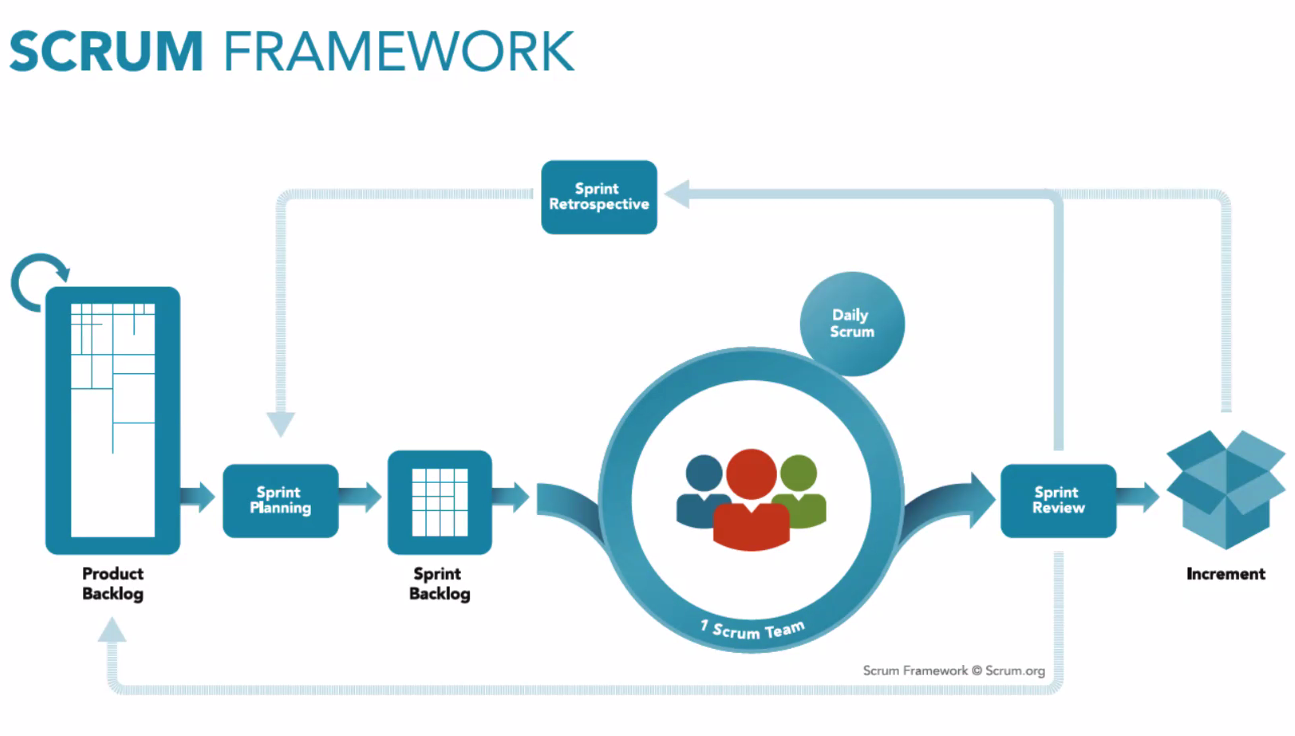 SCRUM FRAMEWORK
Sprint
Retrospective
Daily
Scrum
Sprint
Planning
Sprint
Review
Product
Backlog
Sprint
Backlog
Increment
1 Scrum Team
Scrum Framework © Scrum.org